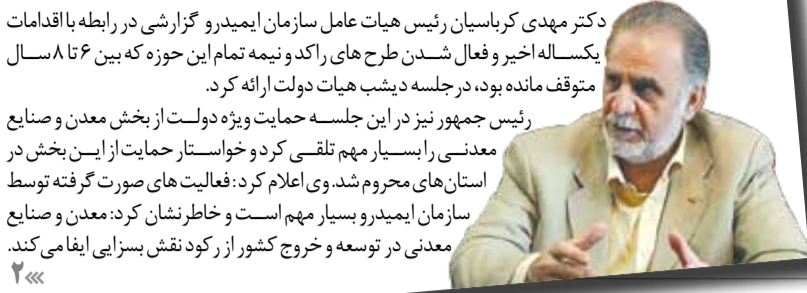 دکتر مهدی کرباسیان رئیس هیات عامل سازمان ایمیدرو گزارشی در رابطه با اقدامات
یکساله اخیر و فعال شدن طرح های راکد و نیمه تمام این حوزه که بین ۶ تا ۸ سال
متوقف مانده بود، در جلسه دیشب هیات دولت ارائه کرد.
رئیس جمهور نیز در این جلسه حمایت ویژه دولت از بخش معدن و صنایع
معدنی را بسیار مهم تلقی کرد و خواستار حمایت از این بخش در
استان های محروم شد. وی اعلام کرد: فعالیت های صورت گرفته توسط
سازمان ایمیدرو بسیار مهم است و خاطرنشان کرد: معدن و صنایع
معدنی در توسعه و خروج کشور از رکود نقش بسزایی ایفا می کند.
۲